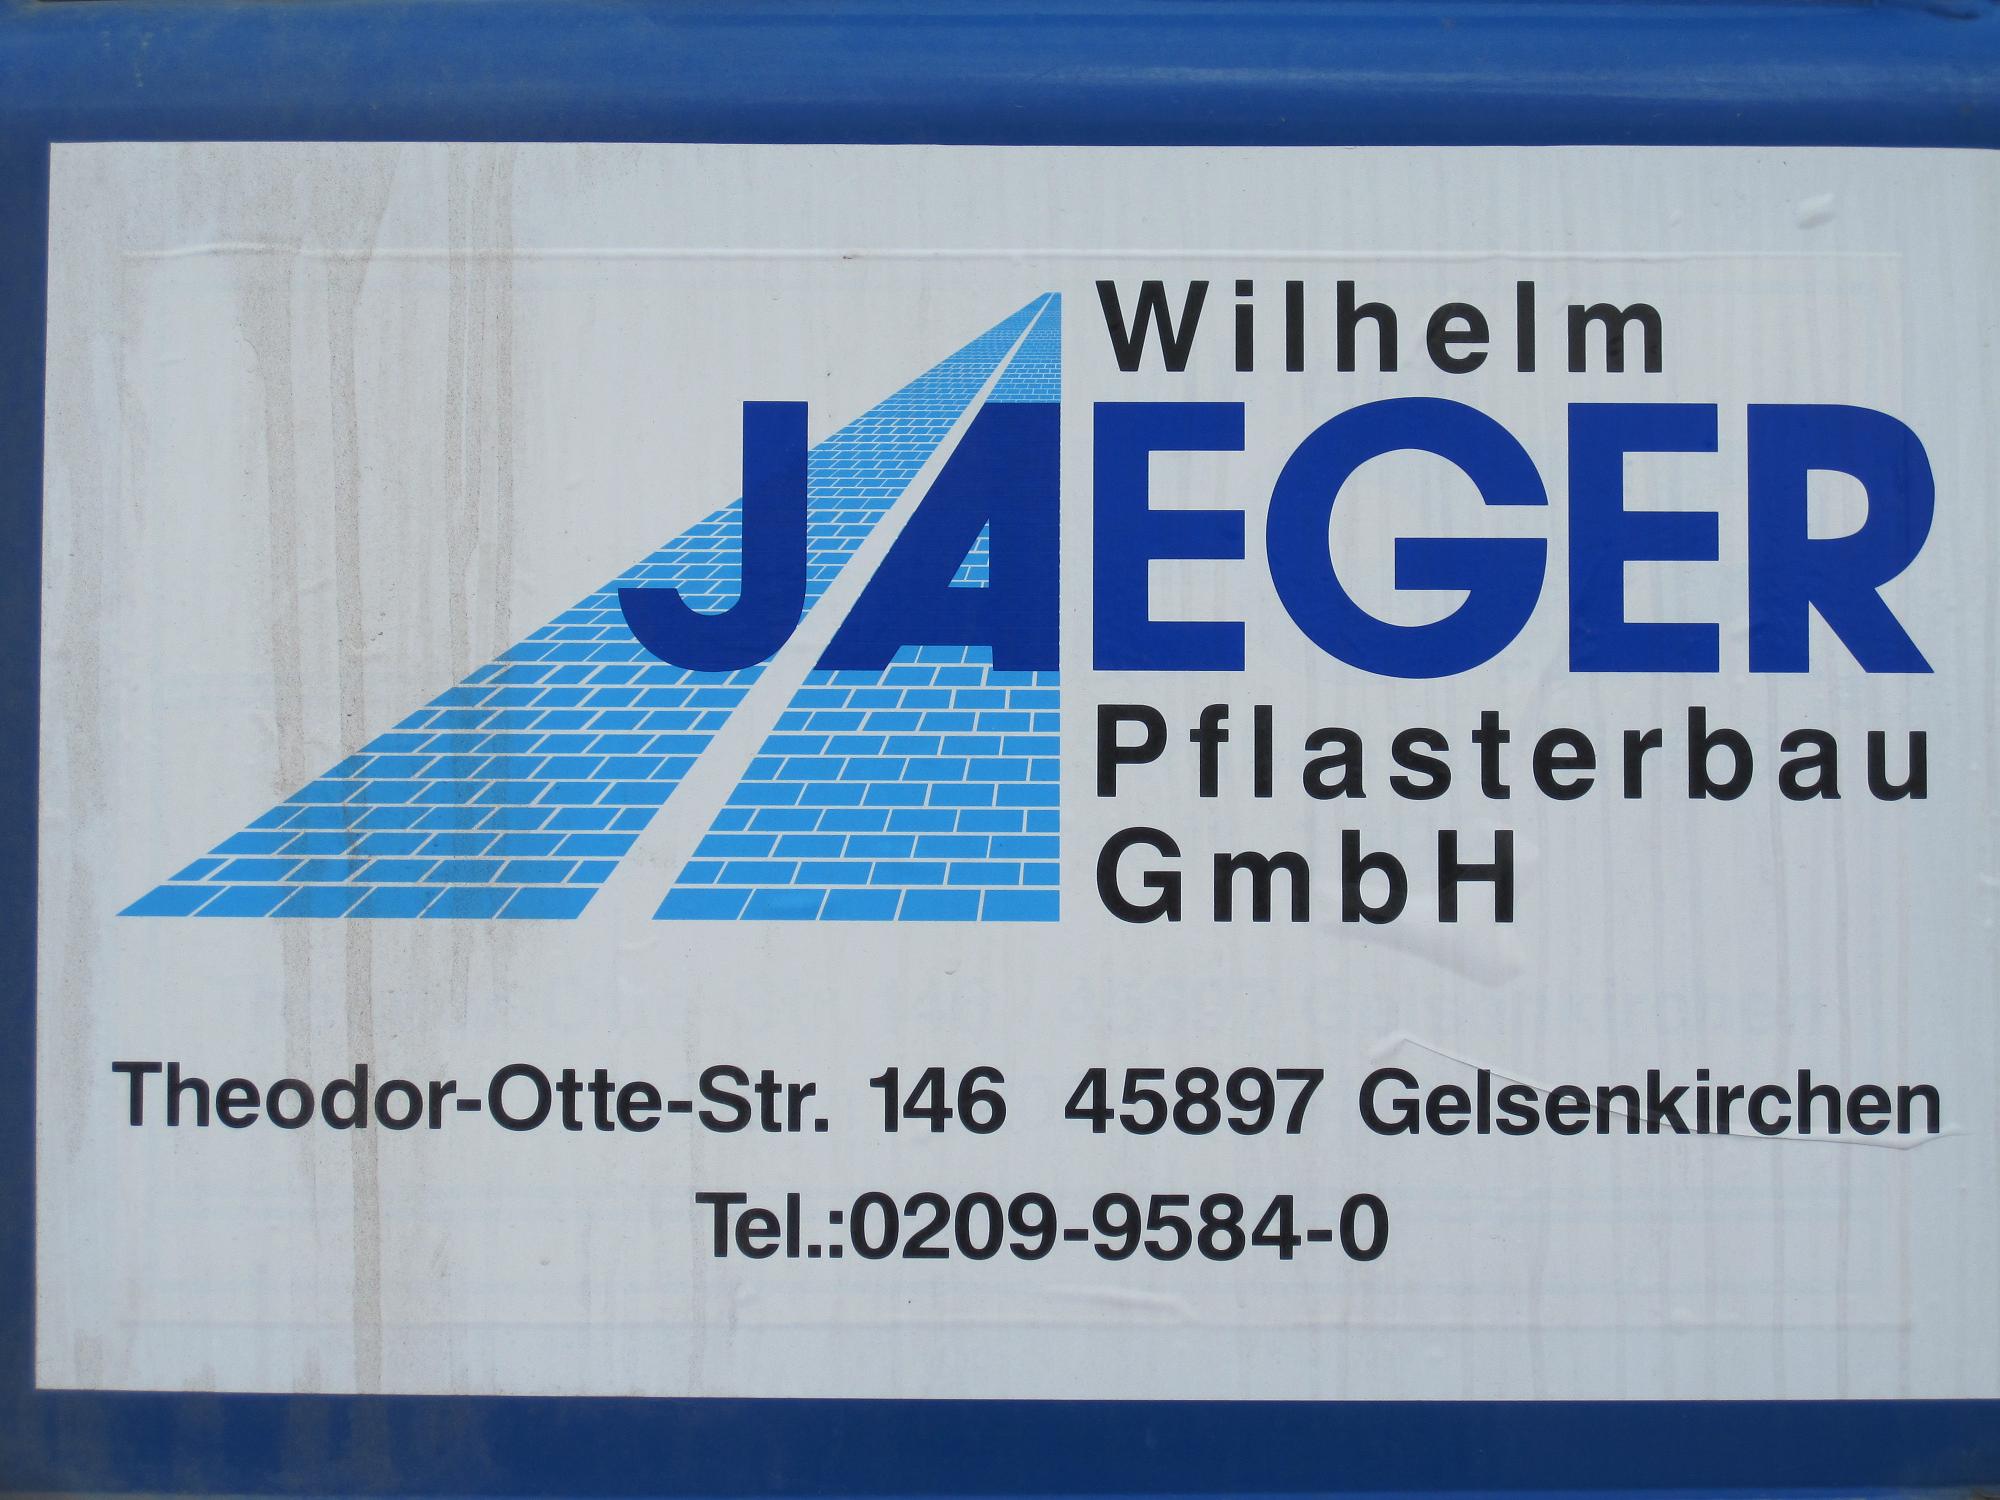 Wilhelm
JAEGER
Pflasterbau
GmbH
Theodor-Otte-Str. 146 45897 Gelsenkirchen
Tel.:0209-9584-0